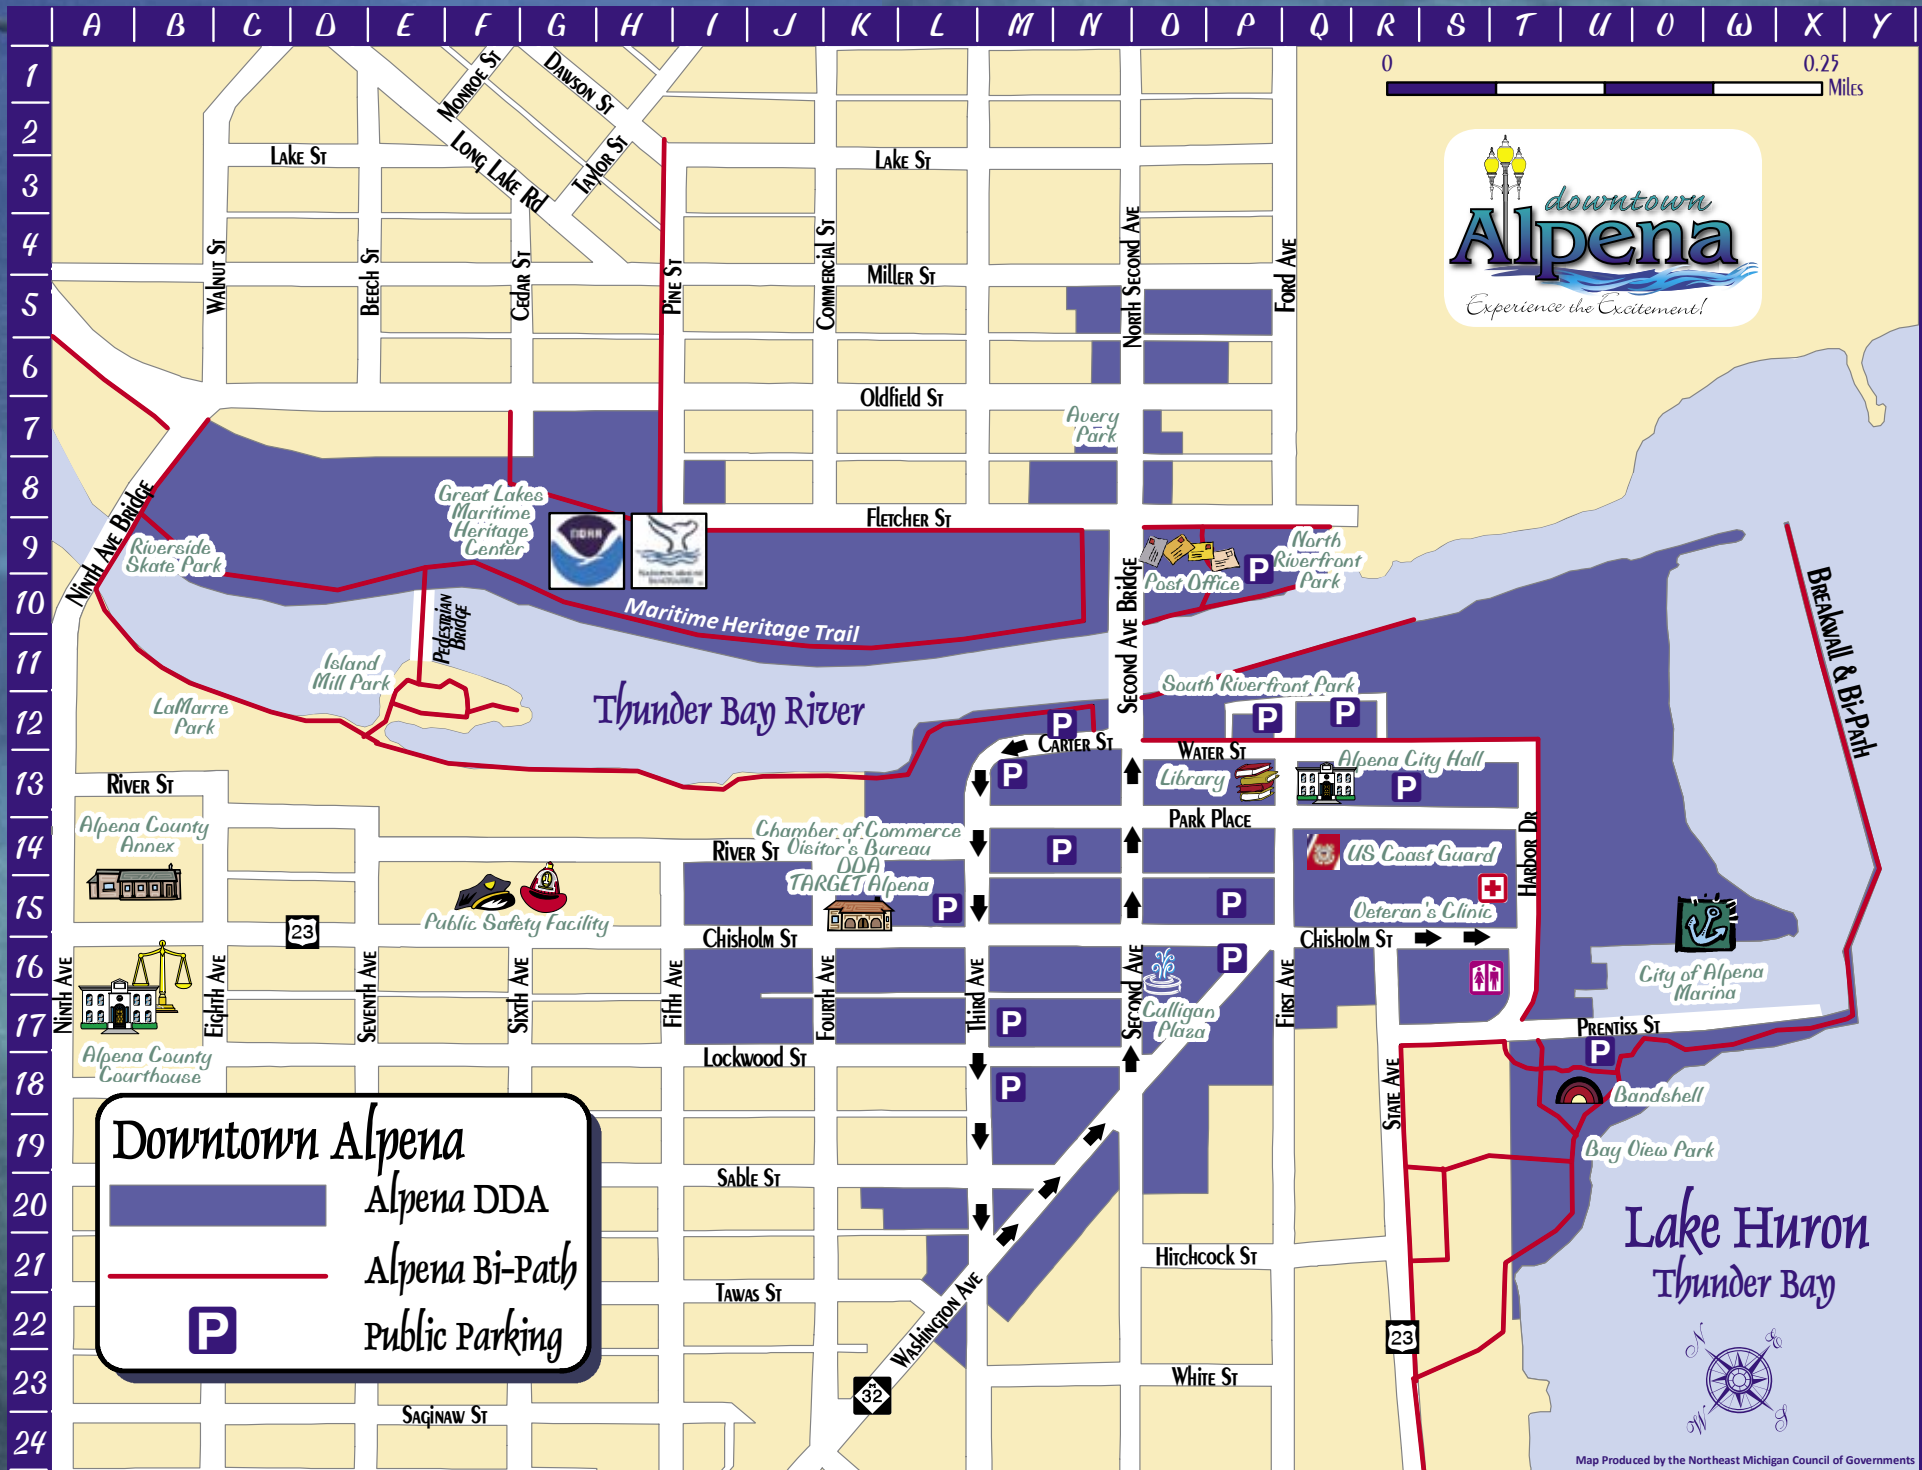 A B C D E F G H I J K L M N O P Q R S T U V W X Y
1
2
3
4
5
6
7
8
9
10
11
12
13
14
15
16
17
18
19
20
21
22
23
24
0 0.25
Miles
downtown
Alpena
Experience the Excitement!
Monroe St
Dawson St
Long Lake Rd
Taylor St
Lake St
Lake St
Walnut St
Beech St
Cedar St
Pine St
Commercial St
North Second Ave
Ford Ave
Miller St
Oldfield St
Avery
Park
Fletcher St
Ninth Ave Bridge
Riverside
Skate Park
Great Lakes
Maritime
Heritage
Center
NOAA
Maritime Heritage Trail
Pedestrian
Bridge
Island
Mill Park
LaMarre
Park
Thunder Bay River
Second Ave Bridge
Post Office
P
North
Riverfront
Park
South Riverfront Park
P
P
P
Breakwall & Bi-Path
Carter St
Water St
P
Library
Alpena City Hall
P
River St
Park Place
Alpena County
Annex
Chamber of Commerce
Visitor's Bureau
DDA
TARGET Alpena
River St
P
P
P
US Coast Guard
Veteran's Clinic
Harbor Dr
Public Safety Facility
23
Chisholm St
Chisholm St
P
Ninth Ave
Eighth Ave
Seventh Ave
Sixth Ave
Fifth Ave
Fourth Ave
Third Ave
Second Ave
First Ave
Culligan
Plaza
P
City of Alpena
Marina
Prentiss St
P
Alpena County
Courthouse
Lockwood St
P
State Ave
Bandshell
Bay View Park
Downtown Alpena
Alpena DDA
Alpena Bi-Path
P
Public Parking
Sable St
Hitchcock St
Tawas St
Washington Ave
M
32
23
White St
Saginaw St
Lake Huron
Thunder Bay
N
E
W
S
Map Produced by the Northeast Michigan Council of Governments